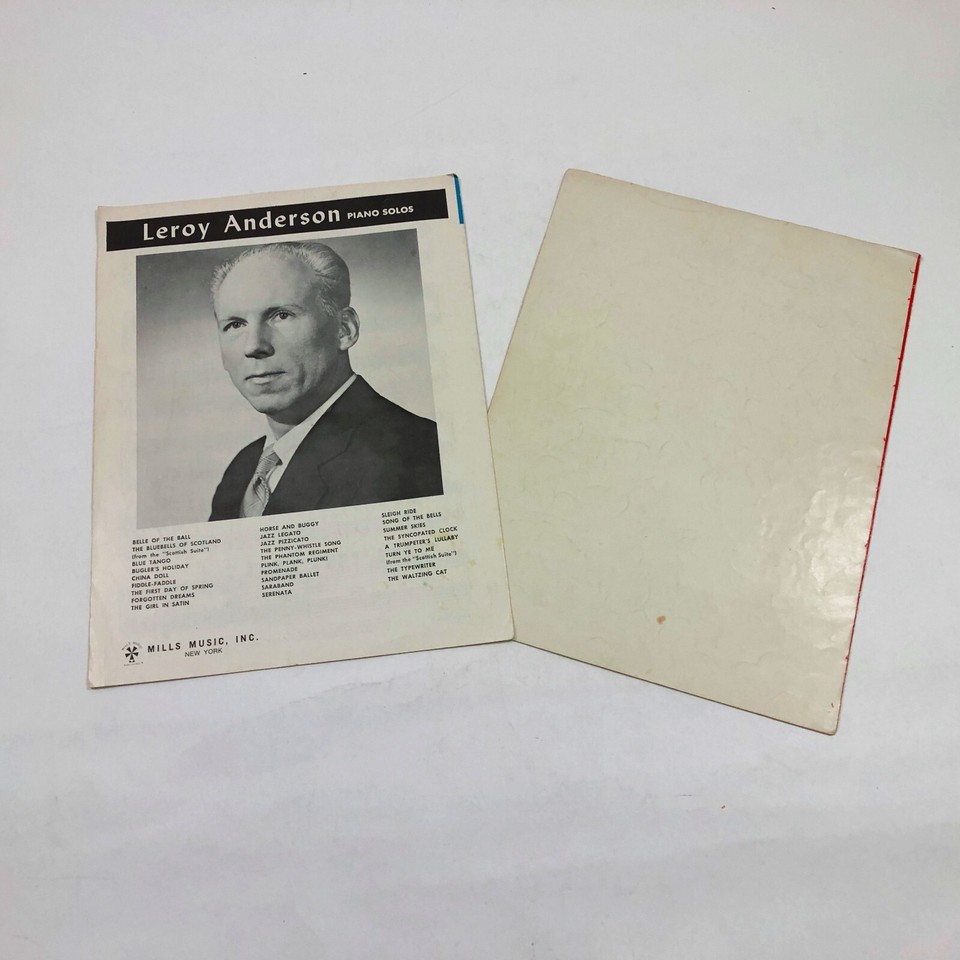 Leroy Anderson PIANO SOLOS
BELLE OF THE BALL
THE BLUEBELLS OF SCOTLAND
(from the "Scottish Suite")
BLUE TANGO
BUGLER'S HOLIDAY
CHINA DOLL
FIDDLE-FADDLE
THE FIRST DAY OF SPRING
FORGOTTEN DREAMS
THE GIRL IN SATIN
HORSE AND BUGGY
JAZZ LEGATO
JAZZ PIZZICATO
THE PENNY-WHISTLE SONG
THE PHANTOM REGIMENT
PLINK, PLANK, PLUNK!
PROMENADE
SANDPAPER BALLET
SARABAND
SERENATA
SLEIGH RIDE
SONG OF THE BELLS
SUMMER SKIES
THE SYNCOPATED CLOCK
A TRUMPETER'S LULLABY
TURN YE TO ME
(from the "Scottish Suite")
THE TYPEWRITER
THE WALTZING CAT
MILLS MUSIC, INC.
NEW YORK